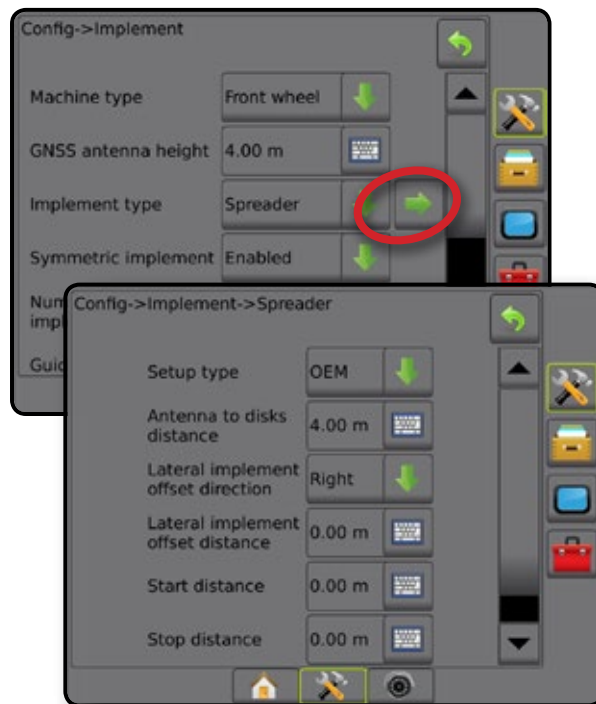 Config->Implement
Machine type Front wheel
GNSS antenna height 4.00 m
Implement type Spreader
Symmetric implement Enabled
Config->Implement->Spreader
Setup type OEM
Antenna to disks
distance 4.00 m
Lateral implement
offset direction Right
Lateral implement
offset distance 0.00 m
Start distance 0.00 m
Stop distance 0.00 m